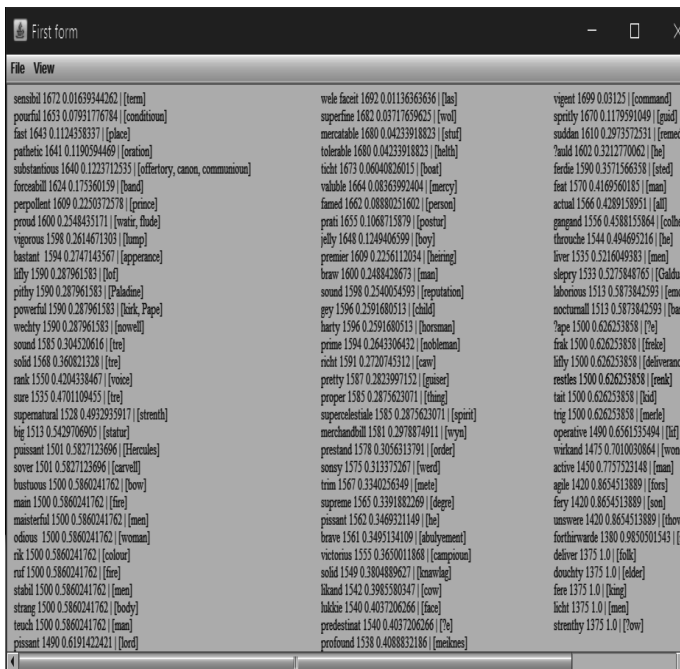 First form
File View
sensibil 1672 0.01639344262 | [term]
pourful 1653 0.07931776784 | [conditioun]
fast 1643 0.1124358337 | [place]
pathetic 1641 0.1190594469 | [oration]
substantious 1640 0.1223712535 | [offertory, canon, communioun]
forceabill 1624 0.175360159 | [band]
perpollent 1609 0.2250372578 | [prince]
proud 1600 0.2548435171 | [watir, flude]
vigorous 1598 0.2614671303 | [lump]
bastant 1594 0.2747143567 | [apperance]
lifly 1590 0.287961583 | [lof]
pithy 1590 0.287961583 | [Paladine]
powerful 1590 0.287961583 | [kirk, Pape]
wechty 1590 0.287961583 | [nowell]
sound 1585 0.304520616 | [tre]
solid 1568 0.360821328 | [tre]
rank 1550 0.4204338467 | [voice]
sure 1535 0.4701109455 | [tre]
supernatural 1528 0.4932935917 | [strenth]
big 1513 0.5429706905 | [statur]
puissant 1501 0.5827123696 | [Hercules]
sover 1501 0.5827123696 | [carvell]
bustuous 1500 0.5860241762 | [bow]
main 1500 0.5860241762 | [fire]
maisterful 1500 0.5860241762 | [men]
odious 1500 0.5860241762 | [woman]
rik 1500 0.5860241762 | [colour]
ruf 1500 0.5860241762 | [fire]
stabil 1500 0.5860241762 | [men]
strang 1500 0.5860241762 | [body]
teuch 1500 0.5860241762 | [man]
pissant 1490 0.6191422421 | [lord]
wele faceit 1692 0.01136363636 | [las]
superfine 1682 0.03717659625 | [wol]
mercatable 1680 0.04233918823 | [stuf]
tolerable 1680 0.04233918823 | [helth]
ticht 1673 0.06040826015 | [boat]
valuble 1664 0.08363992404 | [mercy]
famed 1662 0.08880251602 | [person]
prati 1655 0.1068715879 | [postur]
jelly 1648 0.1249406599 | [boy]
premier 1609 0.2256112034 | [heiring]
braw 1600 0.2488428673 | [man]
sound 1598 0.2540054593 | [reputation]
gey 1596 0.2591680513 | [child]
harty 1596 0.2591680513 | [horsman]
prime 1594 0.2643306432 | [nobleman]
richt 1591 0.2720745312 | [caw]
pretty 1587 0.2823997152 | [guiser]
proper 1585 0.2875623071 | [thing]
supercelestiale 1585 0.2875623071 | [spirit]
merchandbill 1581 0.2978874911 | [wyn]
prestand 1578 0.3056313791 | [order]
sonsy 1575 0.313375267 | [werd]
trim 1567 0.3340256349 | [mete]
supreme 1565 0.3391882269 | [degre]
pissant 1562 0.3469321149 | [he]
brave 1561 0.3495134109 | [abulyement]
victorius 1555 0.3650011868 | [campioun]
solid 1549 0.3804889627 | [knawlag]
likand 1542 0.3985580347 | [cow]
lukkie 1540 0.4037206266 | [face]
predestinat 1540 0.4037206266 | [?e]
profound 1538 0.4088832186 | [meiknes]
vigent 1699 0.03125 | [command]
spritly 1670 0.1179591049 | [guid]
suddan 1610 0.2973572531 | [remed
?auld 1602 0.3212770062 | [he]
ferdie 1590 0.3571566358 | [sted]
feat 1570 0.4169560185 | [man]
actual 1566 0.4289158951 | [all]
gangand 1556 0.4588155864 | [colhe
throuche 1544 0.494695216 | [he]
liver 1535 0.5216049383 | [men]
slepry 1533 0.5275848765 | [Galdu
laborious 1513 0.5873842593 | [emo
nocturnall 1513 0.5873842593 | [ba
?ape 1500 0.626253858 | [?e]
frak 1500 0.626253858 | [freke]
lifly 1500 0.626253858 | [deliveranc
restles 1500 0.626253858 | [renk]
tait 1500 0.626253858 | [kid]
trig 1500 0.626253858 | [merle]
operative 1490 0.6561535494 | [lif]
wirkand 1475 0.7010030864 | [won
active 1450 0.7757523148 | [man]
agile 1420 0.8654513889 | [fors]
fery 1420 0.8654513889 | [son]
unswere 1420 0.8654513889 | [thow
forthirwarde 1380 0.9850501543 | [
deliver 1375 1.0 | [folk]
douchty 1375 1.0 | [elder]
fere 1375 1.0 | [king]
licht 1375 1.0 | [men]
strenthy 1375 1.0 | [?ow]